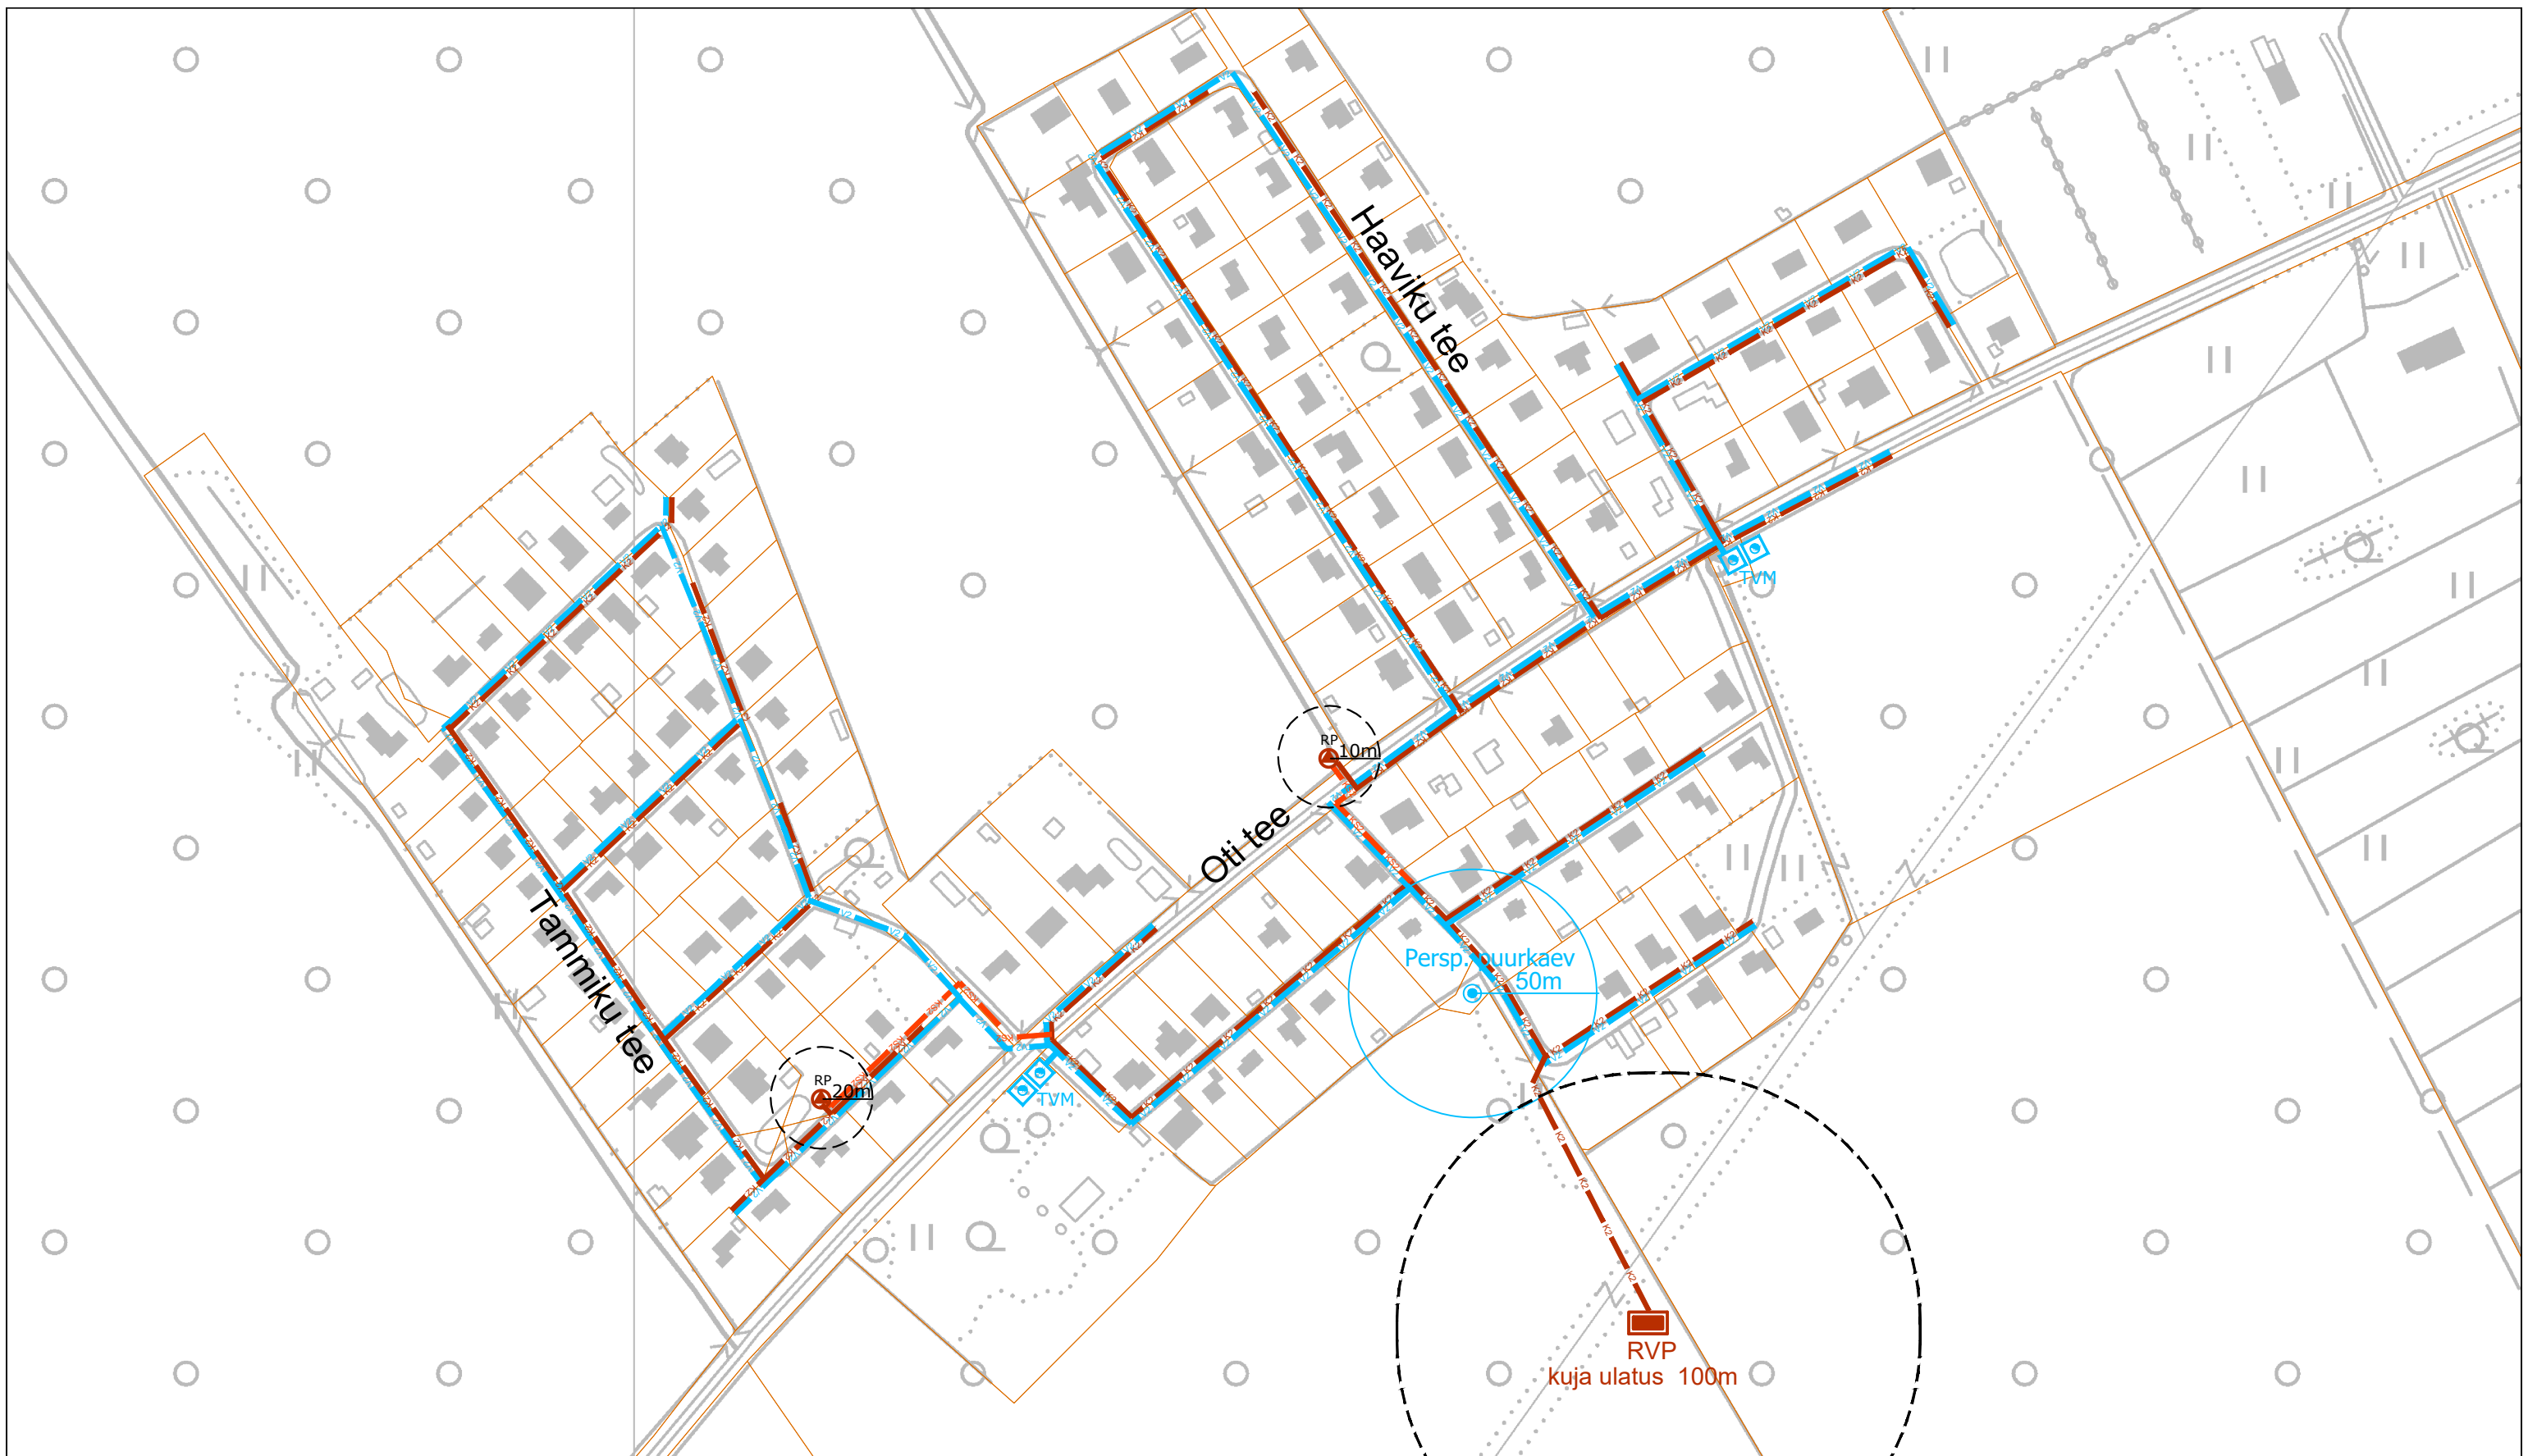 Haaviku tee
TVM
RP
10m
Oti tee
Tammiku tee
Persp. puurkaev
50m
RP
20m
TVM
RVP
kuja ulatus 100m